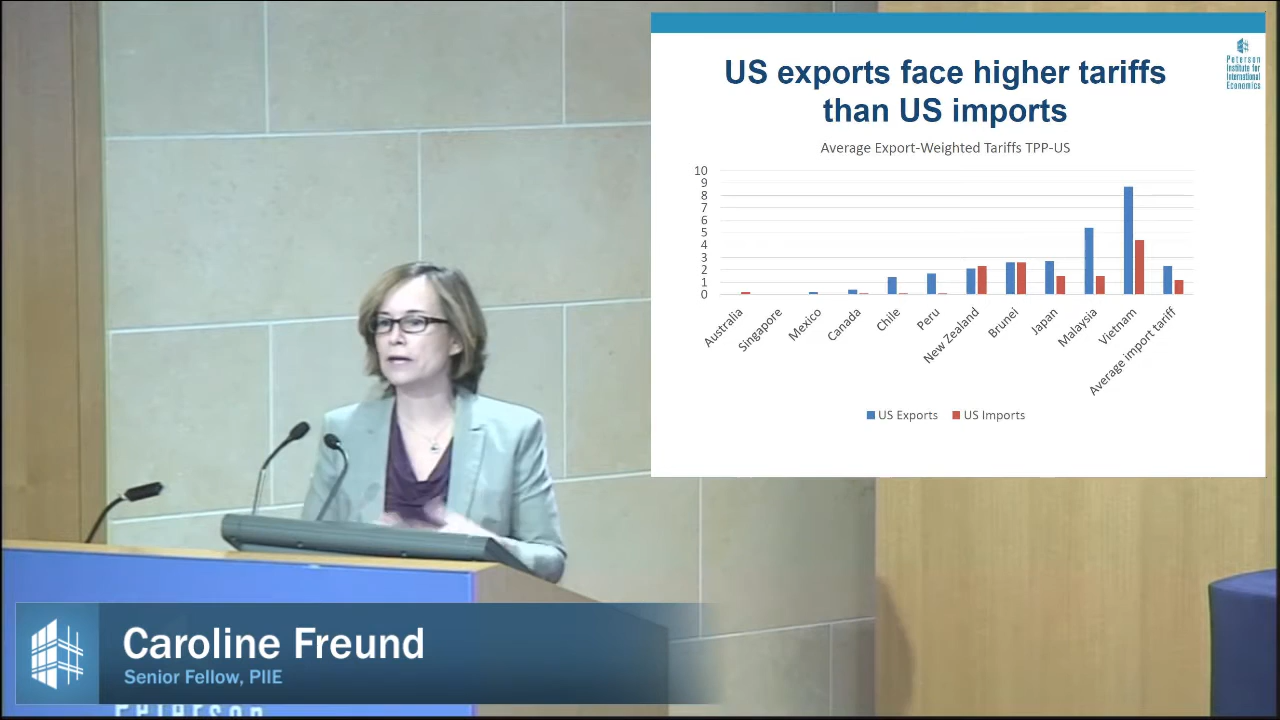 US exports face higher tariffs
than US imports
Peterson
Institute for
International
Economics
Average Export-Weighted Tariffs TPP-US
10
9
8
7
6
5
4
3
2
1
0
Australia
Singapore
Mexico
Canada
Chile
Peru
New Zealand
Brunei
Japan
Malaysia
Vietnam
Average import tariff
US Exports
US Imports
Caroline Freund
Senior Fellow, PIIE
Peterson